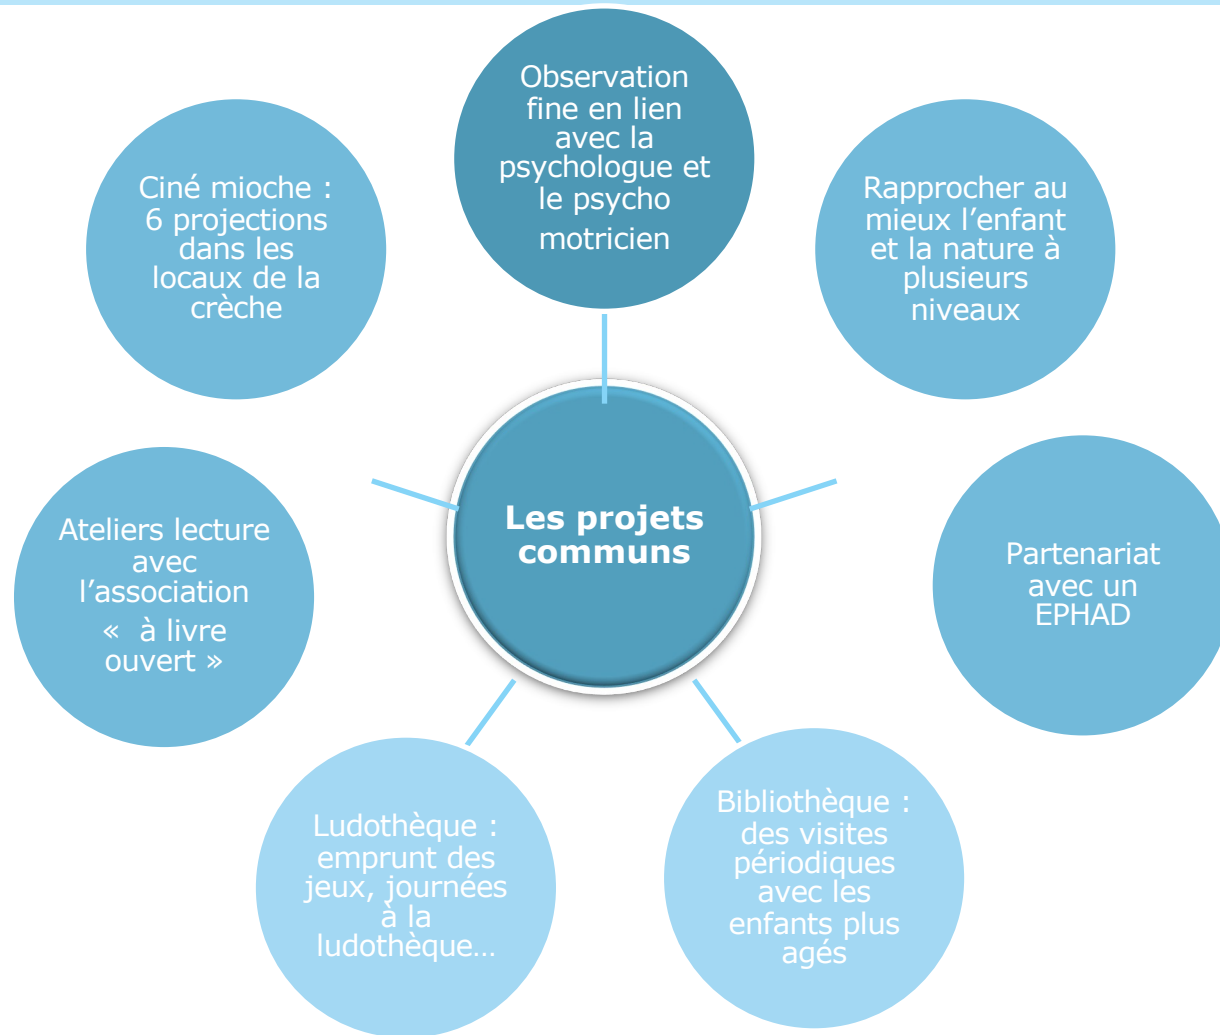 Observation
fine en lien
avec la
psychologue et
le psycho
motricien
Ciné mioche :
6 projections
dans les
locaux de la
crèche
Rapprocher au
mieux l’enfant
et la nature à
plusieurs
niveaux
Les projets
communs
Ateliers lecture
avec
l’association
«  à livre
ouvert »
Partenariat
avec un
EPHAD
Ludothèque :
emprunt des
jeux, journées
à la
ludothèque…
Bibliothèque :
des visites
périodiques
avec les
enfants plus
agés